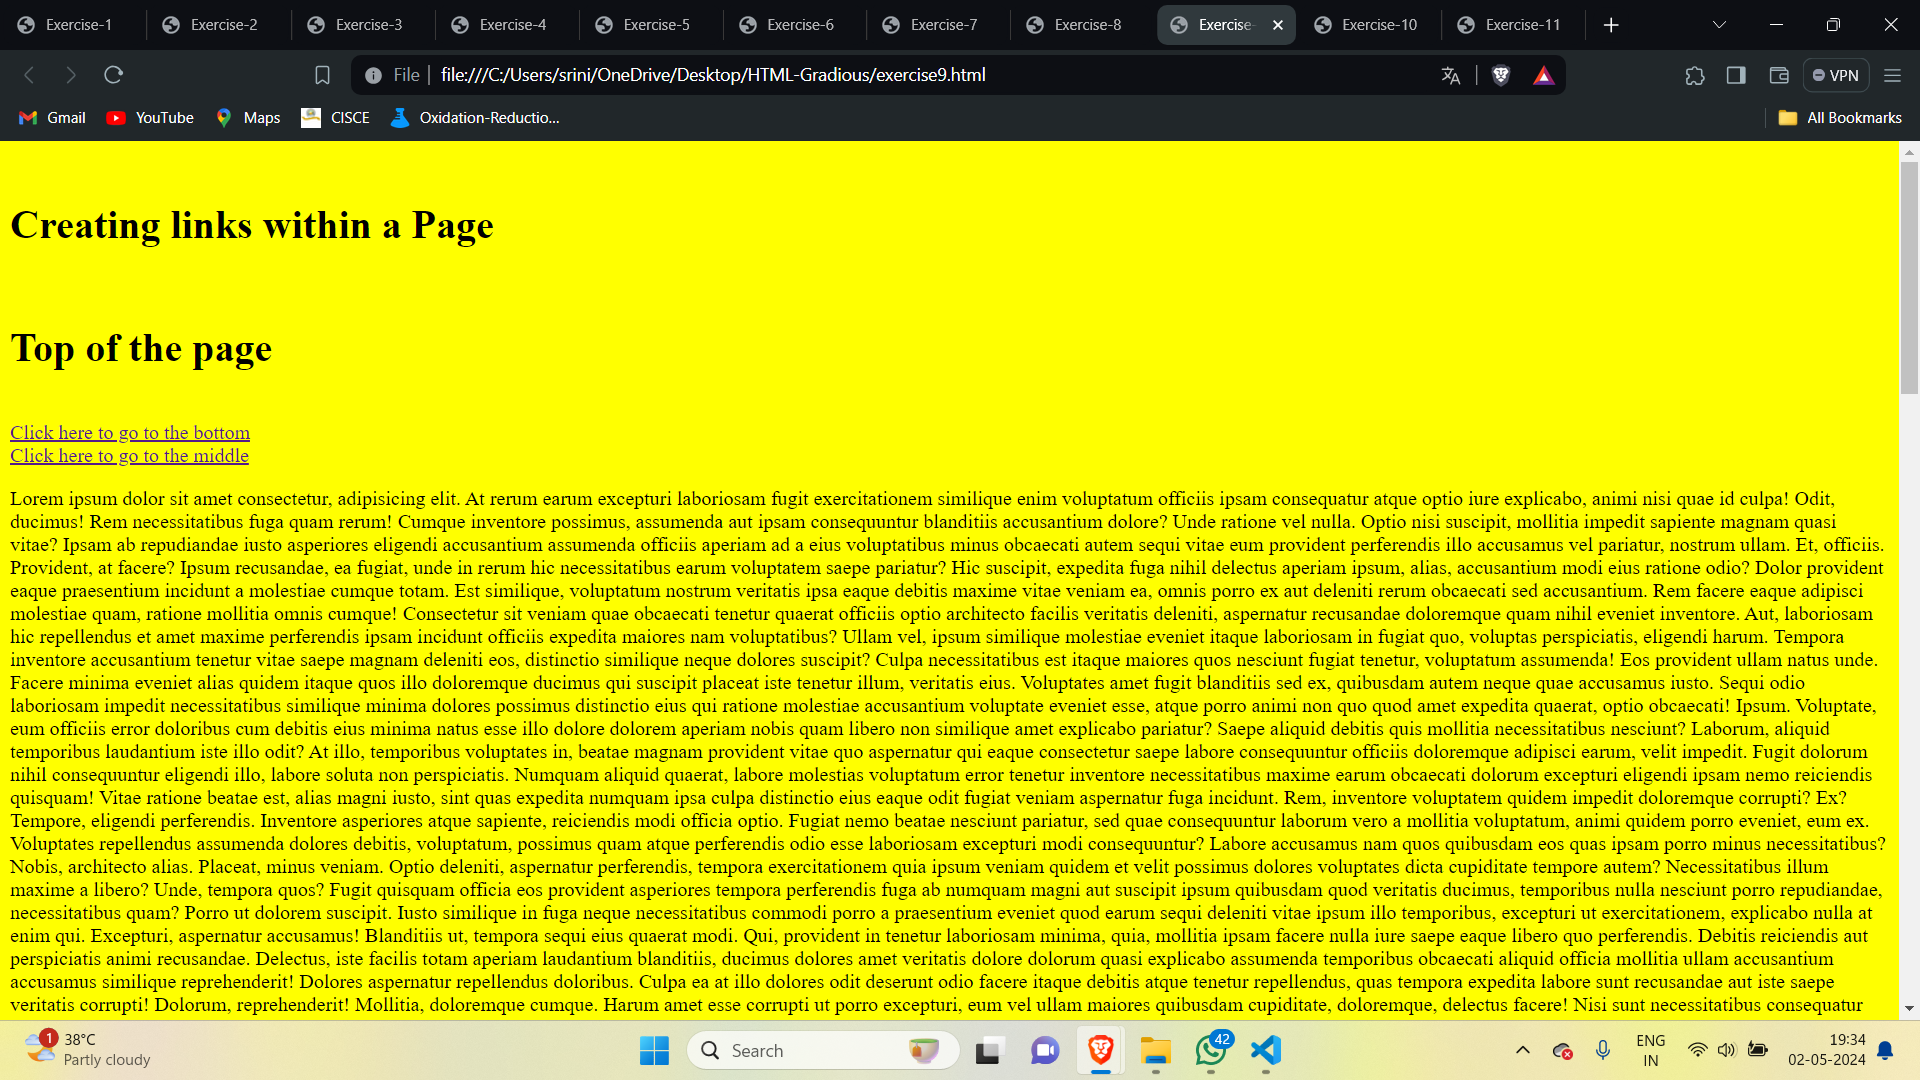 Exercise-1 Exercise-2 Exercise-3 Exercise-4 Exercise-5 Exercise-6 Exercise-7 Exercise-8 Exercise- Exercise-10 Exercise-11
File file:///C:/Users/srini/OneDrive/Desktop/HTML-Gradious/exercise9.html VPN
Gmail YouTube Maps CISCE Oxidation-Reductio... All Bookmarks
Creating links within a Page
Top of the page
Click here to go to the bottom
Click here to go to the middle
Lorem ipsum dolor sit amet consectetur, adipisicing elit. At rerum earum excepturi laboriosam fugit exercitationem similique enim voluptatum officiis ipsam consequatur atque optio iure explicabo, animi nisi quae id culpa! Odit,
ducimus! Rem necessitatibus fuga quam rerum! Cumque inventore possimus, assumenda aut ipsam consequuntur blanditiis accusantium dolore? Unde ratione vel nulla. Optio nisi suscipit, mollitia impedit sapiente magnam quasi
vitae? Ipsam ab repudiandae iusto asperiores eligendi accusantium assumenda officiis aperiam ad a eius voluptatibus minus obcaecati autem sequi vitae eum provident perferendis illo accusamus vel pariatur, nostrum ullam. Et, officiis.
Provident, at facere? Ipsum recusandae, ea fugiat, unde in rerum hic necessitatibus earum voluptatem saepe pariatur? Hic suscipit, expedita fuga nihil delectus aperiam ipsum, alias, accusantium modi eius ratione odio? Dolor provident
eaque praesentium incidunt a molestiae cumque totam. Est similique, voluptatum nostrum veritatis ipsa eaque debitis maxime vitae veniam ea, omnis porro ex aut deleniti rerum obcaecati sed accusantium. Rem facere eaque adipisci
molestiae quam, ratione mollitia omnis cumque! Consectetur sit veniam quae obcaecati tenetur quaerat officiis optio architecto facilis veritatis deleniti, aspernatur recusandae doloremque quam nihil eveniet inventore. Aut, laboriosam
hic repellendus et amet maxime perferendis ipsam incidunt officiis expedita maiores nam voluptatibus? Ullam vel, ipsum similique molestiae eveniet itaque laboriosam in fugiat quo, voluptas perspiciatis, eligendi harum. Tempora
inventore accusantium tenetur vitae saepe magnam deleniti eos, distinctio similique neque dolores suscipit? Culpa necessitatibus est itaque maiores quos nesciunt fugiat tenetur, voluptatum assumenda! Eos provident ullam natus unde.
Facere minima eveniet alias quidem itaque quos illo doloremque ducimus qui suscipit placeat iste tenetur illum, veritatis eius. Voluptates amet fugit blanditiis sed ex, quibusdam autem neque quae accusamus iusto. Sequi odio
laboriosam impedit necessitatibus similique minima dolores possimus distinctio eius qui ratione molestiae accusantium voluptate eveniet esse, atque porro animi non quo quod amet expedita quaerat, optio obcaecati! Ipsum. Voluptate,
eum officiis error doloribus cum debitis eius minima natus esse illo dolore dolorem aperiam nobis quam libero non similique amet explicabo pariatur? Saepe aliquid debitis quis mollitia necessitatibus nesciunt? Laborum, aliquid
temporibus laudantium iste illo odit? At illo, temporibus voluptates in, beatae magnam provident vitae quo aspernatur qui eaque consectetur saepe labore consequuntur officiis doloremque adipisci earum, velit impedit. Fugit dolorum
nihil consequuntur eligendi illo, labore soluta non perspiciatis. Numquam aliquid quaerat, labore molestias voluptatum error tenetur inventore necessitatibus maxime earum obcaecati dolorum excepturi eligendi ipsam nemo reiciendis
quisquam! Vitae ratione beatae est, alias magni iusto, sint quas expedita numquam ipsa culpa distinctio eius eaque odit fugiat veniam aspernatur fuga incidunt. Rem, inventore voluptatem quidem impedit doloremque corrupti? Ex?
Tempore, eligendi perferendis. Inventore asperiores atque sapiente, reiciendis modi officia optio. Fugiat nemo beatae nesciunt pariatur, sed quae consequuntur laborum vero a mollitia voluptatum, animi quidem porro eveniet, eum ex.
Voluptates repellendus assumenda dolores debitis, voluptatum, possimus quam atque perferendis odio esse laboriosam excepturi modi consequuntur? Labore accusamus nam quos quibusdam eos quas ipsam porro minus necessitatibus?
Nobis, architecto alias. Placeat, minus veniam. Optio deleniti, aspernatur perferendis, tempora exercitationem quia ipsum veniam quidem et velit possimus dolores voluptates dicta cupiditate tempore autem? Necessitatibus illum
maxime a libero? Unde, tempora quos? Fugit quisquam officia eos provident asperiores tempora perferendis fuga ab numquam magni aut suscipit ipsum quibusdam quod veritatis ducimus, temporibus nulla nesciunt porro repudiandae,
necessitatibus quam? Porro ut dolorem suscipit. Iusto similique in fuga neque necessitatibus commodi porro a praesentium eveniet quod earum sequi deleniti vitae ipsum illo temporibus, excepturi ut exercitationem, explicabo nulla at
enim qui. Excepturi, aspernatur accusamus! Blanditiis ut, tempora sequi eius quaerat modi. Qui, provident in tenetur laboriosam minima, quia, mollitia ipsam facere nulla iure saepe eaque libero quo perferendis. Debitis reiciendis aut
perspiciatis animi recusandae. Delectus, iste facilis totam aperiam laudantium blanditiis, ducimus dolores amet veritatis dolore dolorum quasi explicabo assumenda temporibus obcaecati aliquid officia mollitia ullam accusantium
accusamus similique reprehenderit! Dolores aspernatur repellendus doloribus. Culpa ea at illo dolores odit deserunt odio facere itaque debitis atque tenetur repellendus, quas tempora expedita labore sunt recusandae aut iste saepe
veritatis corrupti! Dolorum, reprehenderit! Mollitia, doloremque cumque. Harum amet esse corrupti ut porro excepturi, eum vel ullam maiores quibusdam cupiditate, doloremque, delectus facere! Nisi sunt necessitatibus consequatur
1 38°C
Partly cloudy
Search
42
ENG
IN
19:34
02-05-2024